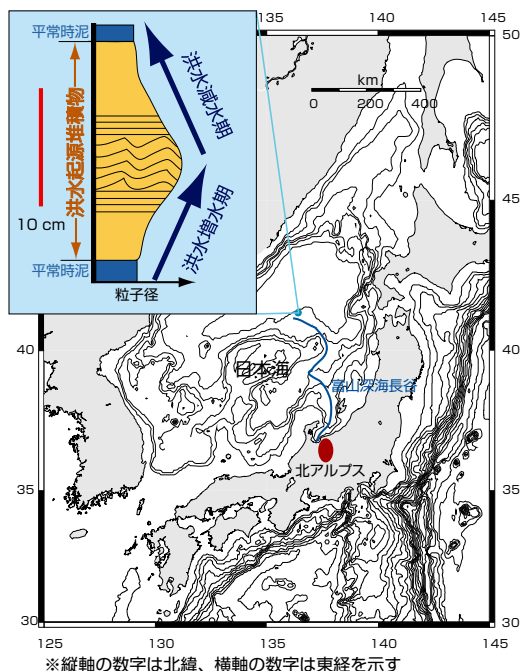 平常時泥
洪水減水期
洪水起源堆積物
洪水増水期
10 cm
平常時泥
粒子径
140
145
50
km
0 200 400
40
40
日本海
富山深海長谷
北アルプス
35
35
30
30
125
130
135
140
145
※縦軸の数字は北緯、横軸の数字は東経を示す